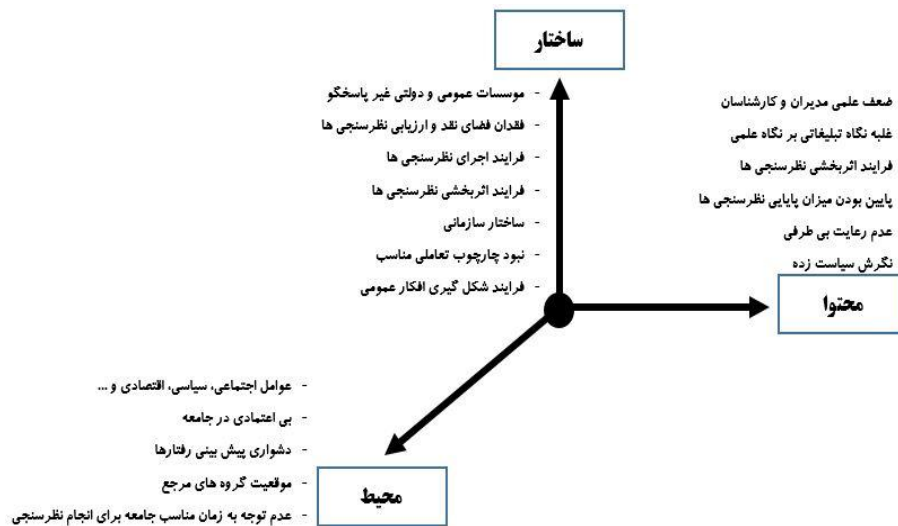 ساختار
- موسسات عمومی و دولتی غیر پاسخگو
- فقدان فضای نقد و ارزیابی نظرسنجی ها
- فرایند اجرای نظرسنجی ها
- فرایند اثربخشی نظرسنجی ها
- ساختار سازمانی
- نبود چارچوب تعاملی مناسب
- فرایند شکل گیری افکار عمومی
ضعف علمی مدیران و کارشناسان
غلبه نگاه تبلیغاتی بر نگاه علمی
فرایند اثربخشی نظرسنجی ها
پایین بودن میزان پایایی نظرسنجی ها
عدم رعایت بی طرفی
نگرش سیاست زده
محتوا
- عوامل اجتماعی، سیاسی، اقتصادی و ...
- بی اعتمادی در جامعه
- دشواری پیش بینی رفتارها
- موقعیت گروه های مرجع
- عدم توجه به زمان مناسب جامعه برای انجام نظرسنجی
محیط